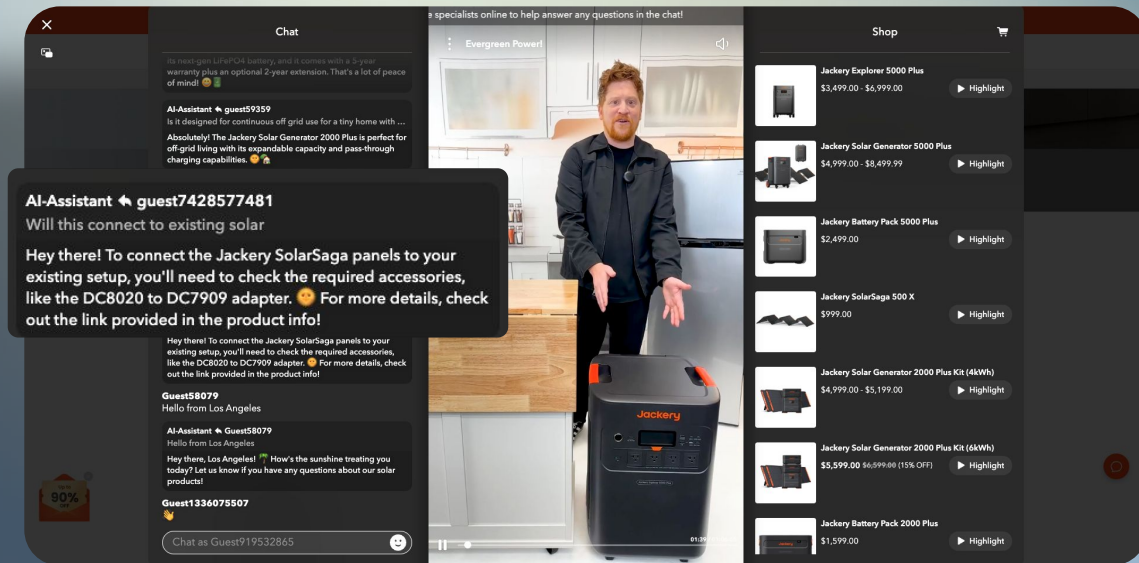 e specialists online to help answer any questions in the chat!
Chat
its next-gen LiFePO4 battery, and it comes with a 5-year
warranty plus an optional 2-year extension. That's a lot of peace
of mind!
AI-Assistant guest59359
Is it designed for continuous off grid use for a tiny home with ...
Absolutely! The Jackery Solar Generator 2000 Plus is perfect for
off-grid living with its expandable capacity and pass-through
charging capabilities.
AI-Assistant guest7428577481
Will this connect to existing solar
Hey there! To connect the Jackery SolarSaga panels to your
existing setup, you'll need to check the required accessories,
like the DC8020 to DC7909 adapter. For more details, check
out the link provided in the product info!
Hey there! To connect the Jackery SolarSaga panels to your
existing setup, you'll need to check the required accessories,
like the DC8020 to DC7909 adapter. For more details, check
out the link provided in the product info!
Guest58079
Hello from Los Angeles
AI-Assistant Guest58079
Hello from Los Angeles
Hey there, Los Angeles! How's the sunshine treating you
today? Let us know if you have any questions about our solar
products!
Guest1336075507
Chat as Guest919532865
90%
Evergreen Power!
Jackery
01:39
Shop
Jackery Explorer 5000 Plus
$3,499.00 - $6,999.00
Highlight
Jackery Solar Generator 5000 Plus
$4,999.00 - $8,499.99
Highlight
Jackery Battery Pack 5000 Plus
$2,499.00
Highlight
Jackery SolarSaga 500 X
$999.00
Highlight
Jackery Solar Generator 2000 Plus Kit (4kWh)
$4,999.00 - $5,199.00
Highlight
Jackery Solar Generator 2000 Plus Kit (6kWh)
$5,599.00 $6,599.00 (15% OFF)
Highlight
Jackery Battery Pack 2000 Plus
$1,599.00
Highlight